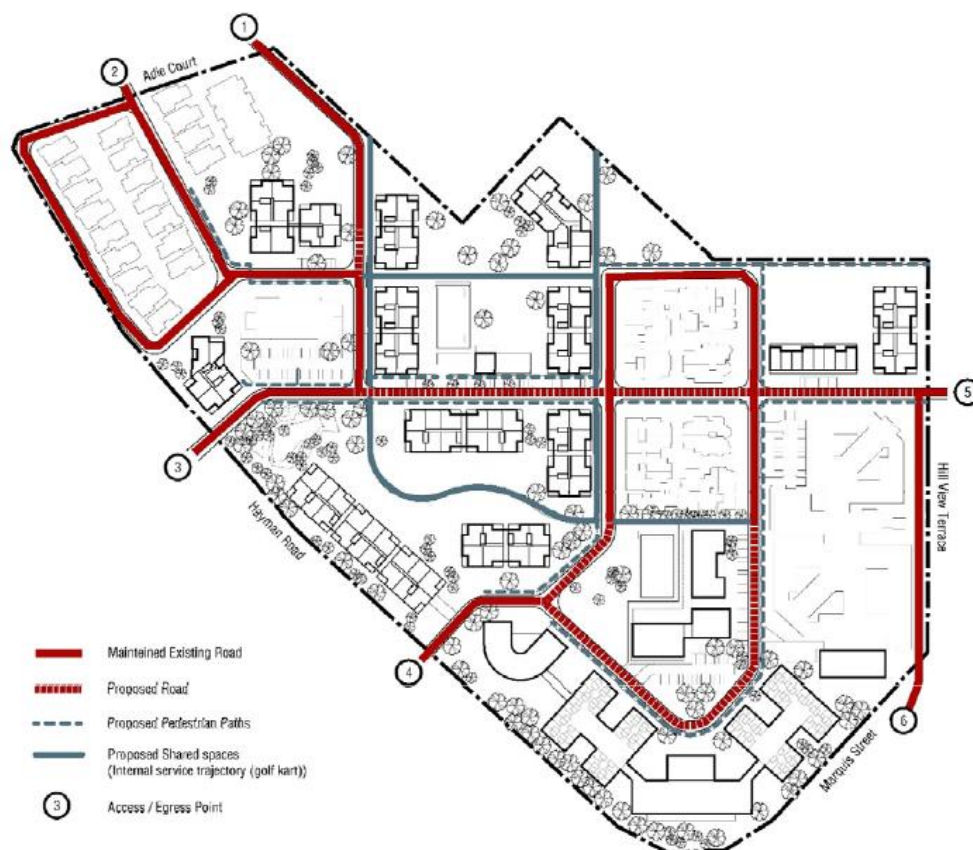 1
2
Adie Court
5
3
Hayman Road
Hill View Terrace
4
6
Marquis Street
Mainteined Existing Road
Proposed Road
Proposed Pedestrian Paths
Proposed Shared spaces
(Internal service trajectory (golf kart))
3
Access / Egress Point